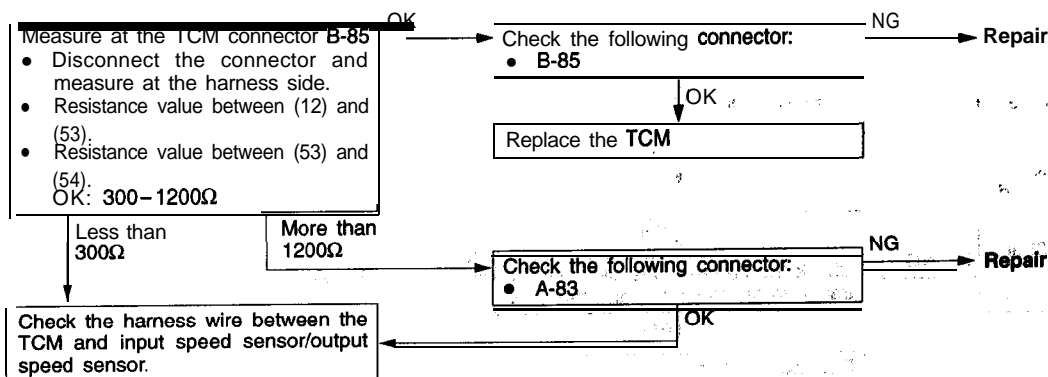 OK
Measure at the TCM connector B-85
● Disconnect the connector and
measure at the harness side.
● Resistance value between (12) and
(53).
● Resistance value between (53) and
(54).
OK: 300–1200Ω
Check the following connector:
● B-85
NG
Repair
OK
Replace the TCM
Less than
300Ω
More than
1200Ω
Check the following connector:
● A-83
NG
Repair
OK
Check the harness wire between the
TCM and input speed sensor/output
speed sensor.